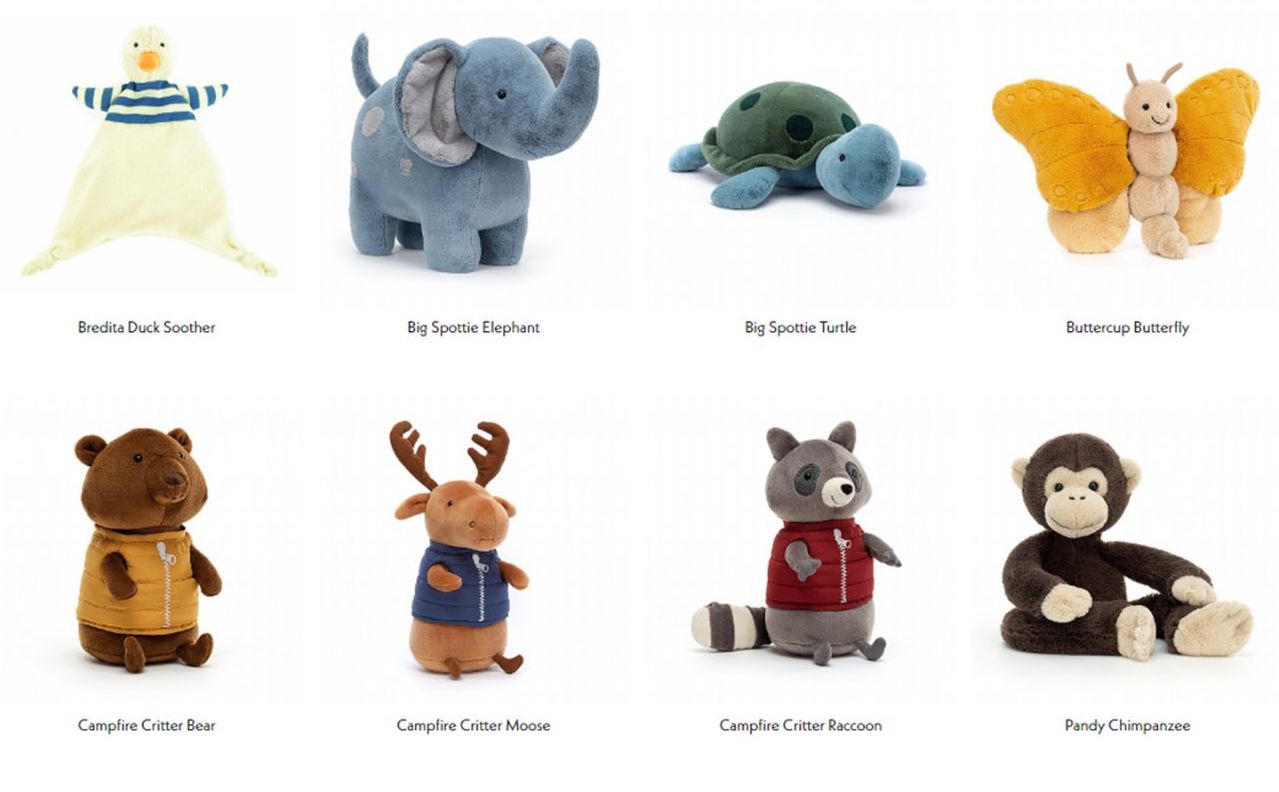 Bredita Duck Soother
Big Spottie Elephant
Big Spottie Turtle
Buttercup Butterfly
Campfire Critter Bear
Campfire Critter Moose
Campfire Critter Raccoon
Pandy Chimpanzee